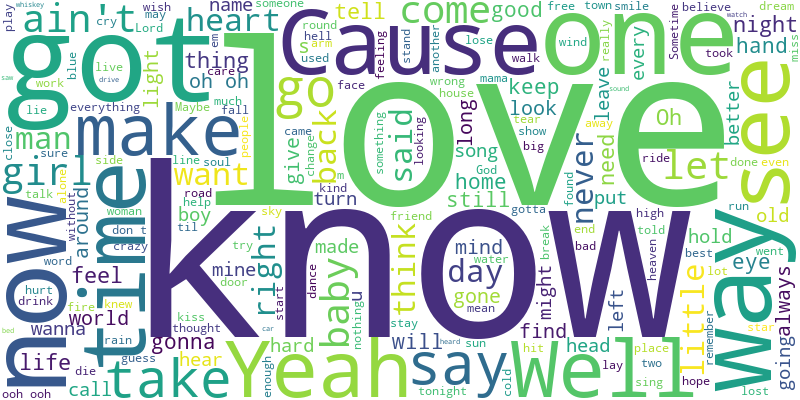 love
know
got
Cause
one
now
time
make
Yeah
Well
way
see
take
say
ain't
heart
come
good
name
tell
night
hand
thing
oh oh
go
back
said
man
girl
want
let
never
need
leave
keep
look
every
better
long
song
home
still
give
Oh
light
right
think
baby
day
mind
little
eye
old
hold
put
always
going
feel
world
life
wanna
gonna
call
hear
boy
mine
around
turn
made
gone
find
might
left
head
will
hard
play
whiskey
cry
may
Lord
wish
someone
round
hell
arm
s
em
used
care
feeling
stand
another
lose
walk
wind
free
town
smile
really
believe
dream
Sometime
watch
took
miss
saw
work
blue
live
drive
lie
everything
Maybe
much
fall
close
sure
side
line
soul
people
came
change
face
something
looking
wrong
house
mama
tear
show
big
God
away
ride
done
even
talk
alone
woman
without
don t
crazy
til
help
road
kind
m
gotta
found
run
word
hurt
drink
knew
fire
rain
guess
die
ooh ooh
bed
kiss
thought
try
door
sky
start
dance
u
nothing
stay
friend
water
mean
break
end
bad
high
told
heaven
best
lot
went
star
remember
place
two
hit
lay
sing
hope
lost
car
enough
sun
heard
tonight
cold
sound